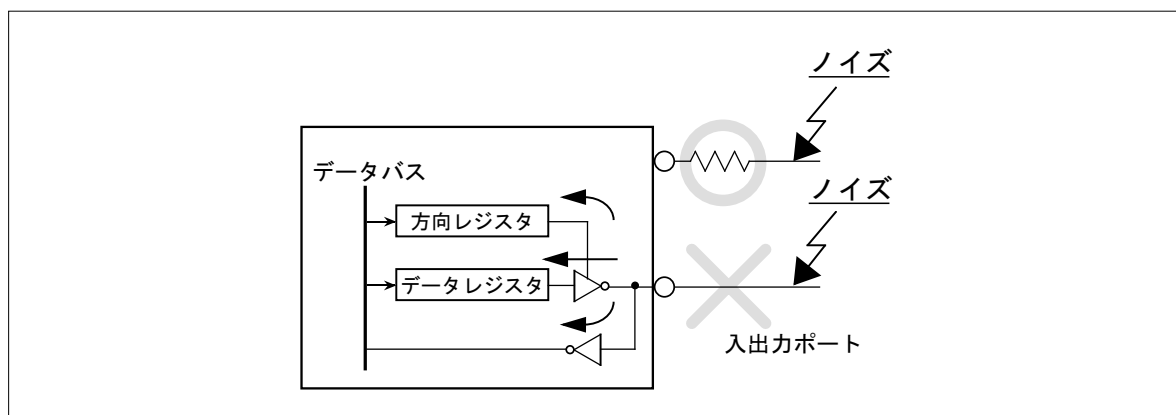 ノイズ
データバス
ノイズ
方向レジスタ
データレジスタ
入出力ポート